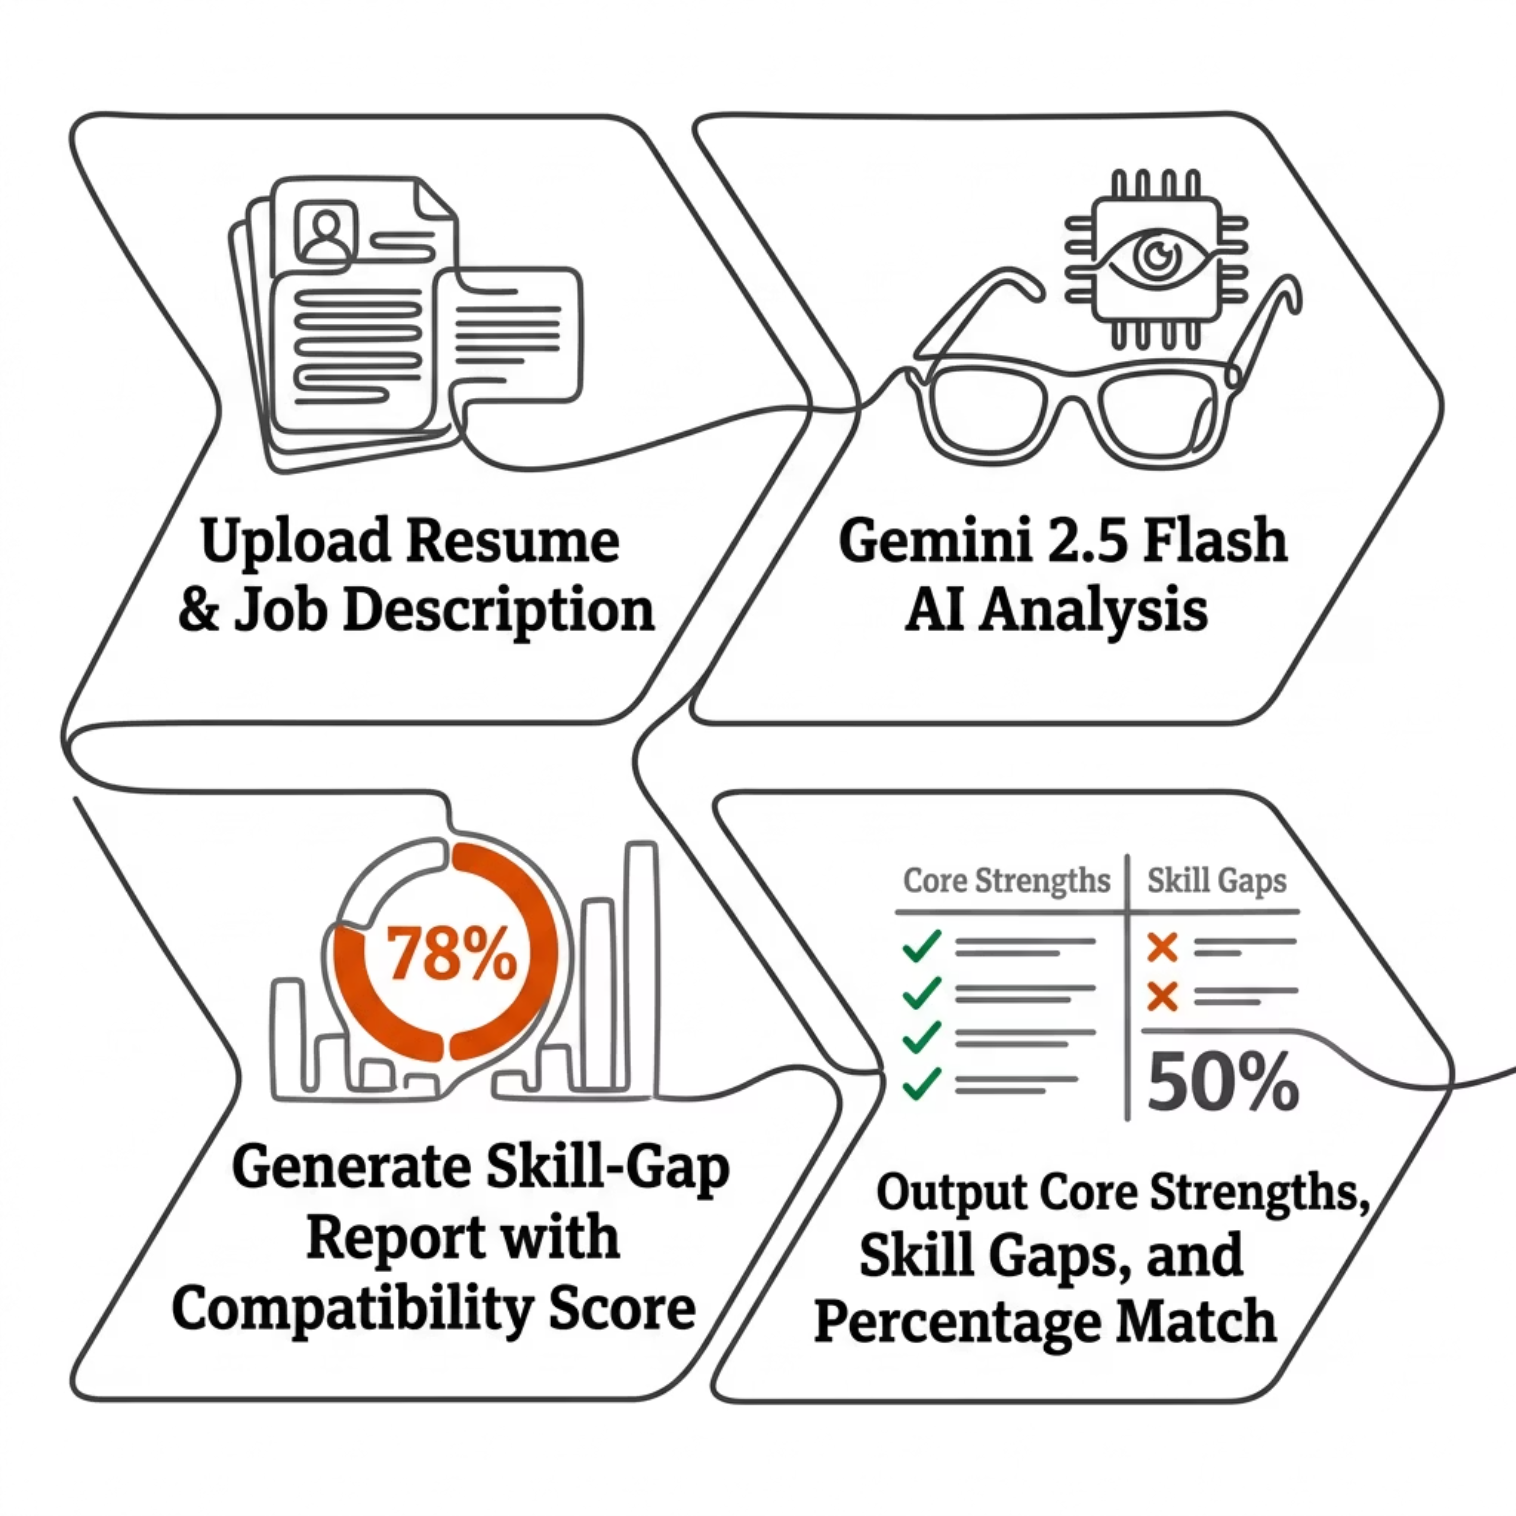 Upload Resume
& Job Description
Gemini 2.5 Flash
AI Analysis
78%
Generate Skill-Gap
Report with
Compatibility Score
Core Strengths
Skill Gaps
50%
Output Core Strengths,
Skill Gaps, and
Percentage Match